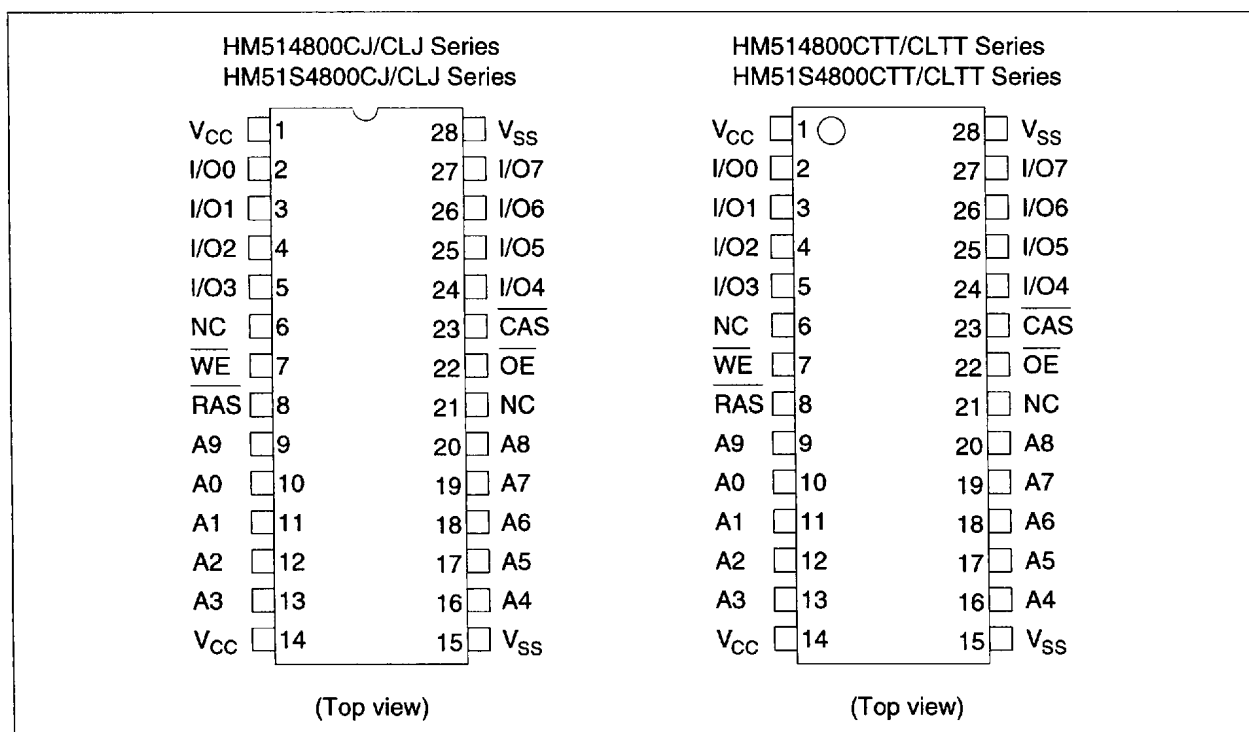 HM514800CJ/CLJ Series
HM51S4800CJ/CLJ Series
VCC 1 28 VSS
I/O0 2 27 I/O7
I/O1 3 26 I/O6
I/O2 4 25 I/O5
I/O3 5 24 I/O4
NC 6 23 CAS
WE 7 22 OE
RAS 8 21 NC
A9 9 20 A8
A0 10 19 A7
A1 11 18 A6
A2 12 17 A5
A3 13 16 A4
VCC 14 15 VSS
(Top view)
HM514800CTT/CLTT Series
HM51S4800CTT/CLTT Series
VCC 1 28 VSS
I/O0 2 27 I/O7
I/O1 3 26 I/O6
I/O2 4 25 I/O5
I/O3 5 24 I/O4
NC 6 23 CAS
WE 7 22 OE
RAS 8 21 NC
A9 9 20 A8
A0 10 19 A7
A1 11 18 A6
A2 12 17 A5
A3 13 16 A4
VCC 14 15 VSS
(Top view)